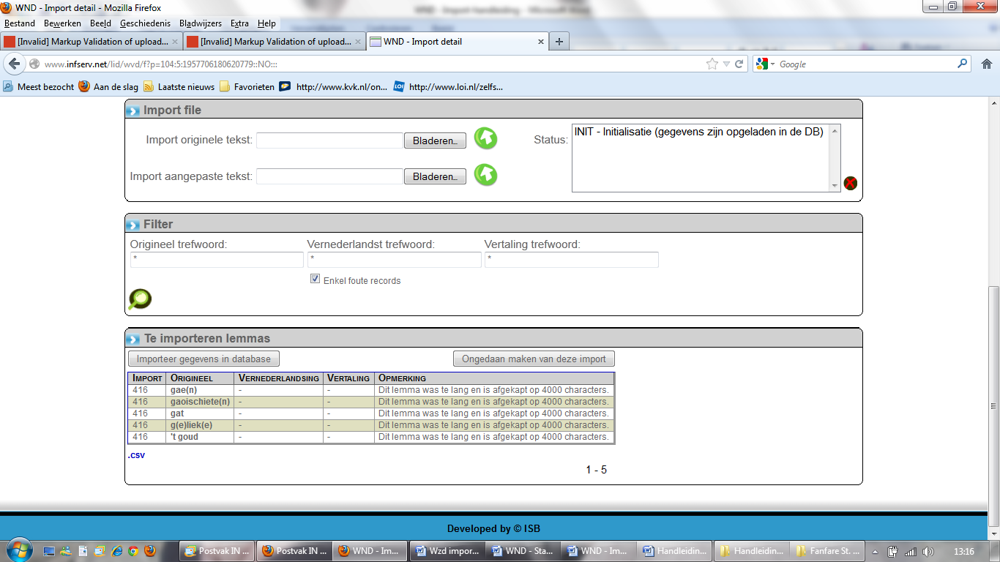 WND - Import detail - Mozilla Firefox
Bestand Bewerken Beeld Geschiedenis Bladwijzers Extra Help
[Invalid] Markup Validation of upload... [Invalid] Markup Validation of upload... WND - Import detail
www.infserv.net/lid/wvd/f?p=104:5:1957706180620779::NO::: Google
Meest bezocht Aan de slag Laatste nieuws Favorieten http://www.kvk.nl/on... LOI http://www.loi.nl/zelfs...
Import file
Import originele tekst: Bladeren... Status: INIT - Initialisatie (gegevens zijn opgeladen in de DB)
Import aangepaste tekst: Bladeren...
Filter
Origineel trefwoord: Vernederlandst trefwoord: Vertaling trefwoord:
* * *
Enkel foute records
Te importeren lemmas
Importeer gegevens in database Ongedaan maken van deze import
Import Origineel Vernederlandsing Vertaling Opmerking
416 gae(n) - - Dit lemma was te lang en is afgekapt op 4000 characters.
416 gaoischiete(n) - - Dit lemma was te lang en is afgekapt op 4000 characters.
416 gat - - Dit lemma was te lang en is afgekapt op 4000 characters.
416 g(e)liek(e) - - Dit lemma was te lang en is afgekapt op 4000 characters.
416 't goud - - Dit lemma was te lang en is afgekapt op 4000 characters.
.csv
1 - 5
Developed by © ISB
Postvak IN ... Postvak IN ... WND - Im... Wzd impor... WND - Sta... WND - Im... Handleidin... Handleidin... Fanfare St. ... 13:16